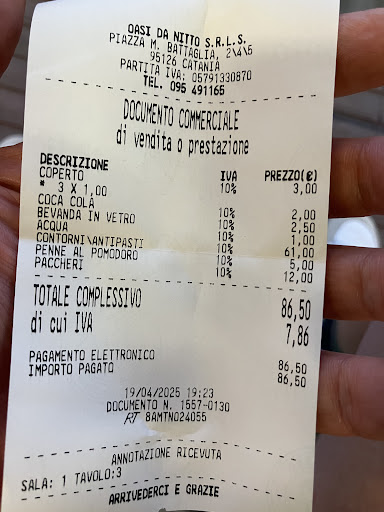 OASI DA NITTO S.R.L.S.
PIAZZA M. BATTAGLIA, 2\4\5
95126 CATANIA
PARTITA IVA: 05791330870
TEL. 095 491165
DOCUMENTO COMMERCIALE
di vendita o prestazione
DESCRIZIONE IVA PREZZO(€)
COPERTO 10% 3,00
* 3 X 1,00
COCA COLA 10% 2,00
BEVANDA IN VETRO 10% 2,50
ACQUA 10% 1,00
CONTORNI\ANTIPASTI 10% 61,00
PENNE AL POMODORO 10% 5,00
PACCHERI 10% 12,00
TOTALE COMPLESSIVO 86,50
di cui IVA 7,86
PAGAMENTO ELETTRONICO 86,50
IMPORTO PAGATO 86,50
19/04/2025 19:23
DOCUMENTO N. 1557-0130
RT 8AMTN024055
ANNOTAZIONE RICEVUTA
SALA: 1 TAVOLO:3
ARRIVEDERCI E GRAZIE